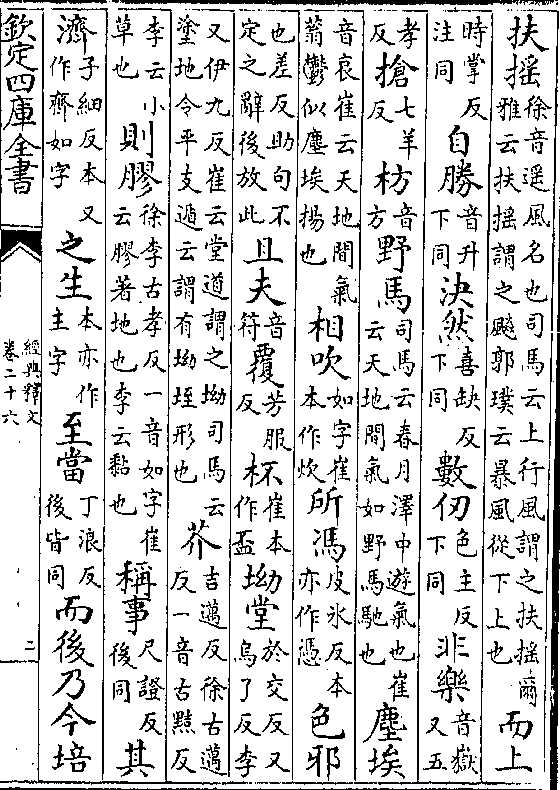 扶摇徐音遥風名也司馬云上行風謂之扶摇爾雅云扶摇謂之飈郭璞云暴風從下上也而上
時掌反注同自勝音升下同決然喜缺反下同數仞色主反下同非樂音嶽又五
孝反搶七羊反枋音方野馬司馬云春月澤中遊氣也崔云天地間氣如野馬馳也塵埃
音哀崔云天地間氣蓊鬱似塵埃揚也相吹如字崔本作炊所馮皮氷反本亦作憑色邪
也差反助句不定之辭後放此且夫音符覆芳服反杯崔本作盃坳堂於交反又烏了反李
又伊九反崔云堂道謂之坳司馬云塗地令平支遁云謂有坳垤形也芥吉邁反徐古邁反一音古黠反
李云小草也則膠徐李古孝反一音如字崔云膠著地也李云黏也稱事尺證反後同其
濟子細反本又作齊如字之生本亦作主字至當丁浪反後皆同而後乃今培
欽定四庫全書
經典釋文
卷二十六
二